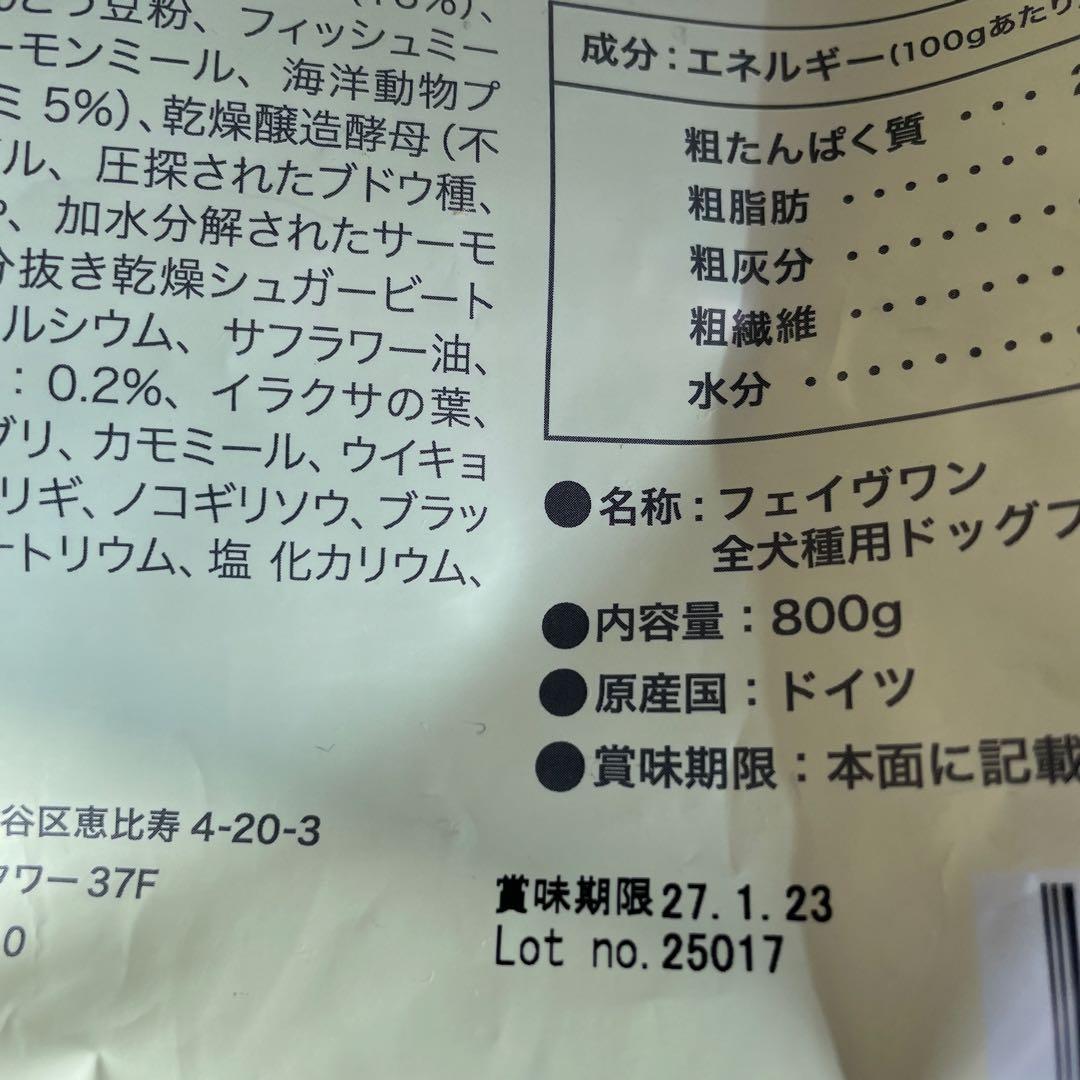 豆粉、フィッシュミー
ーモンミール、海洋動物プ
ミ 5%)、乾燥醸造酵母(不
ル、圧探されたブドウ種、
、加水分解されたサーモ
分抜き乾燥シュガービート
ルシウム、サフラワー油、
: 0.2%、イラクサの葉、
グリ、カモミール、ウイキョ
リギ、ノコギリソウ、ブラッ
ナトリウム、塩 化カリウム、
谷区恵比寿 4-20-3
タワー 37F
0
成分:エネルギー(100gあたり
粗たんぱく質 ・・・
粗脂肪 ・・・・・・
粗灰分 ・・・・・・
粗繊維 ・・・・・・
水分 ・・・・・・・・
●名称:フェイヴワン
全犬種用ドッグフ
●内容量:800g
●原産国:ドイツ
●賞味期限:本面に記載
賞味期限27.1.23
Lot no.25017